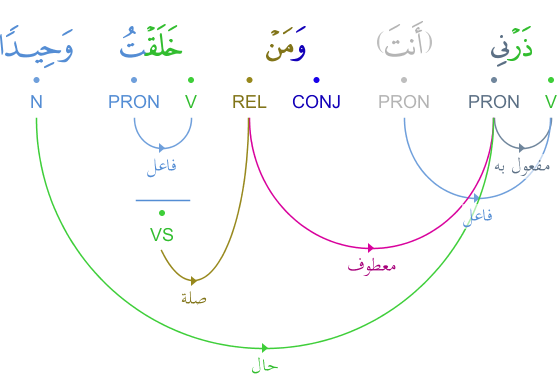 ذَرْنِي (أَنتَ) وَمَنْ خَلَقْتُ وَحِيدًا
V PRON PRON CONJ REL V PRON N
مفعول به
فاعل
فاعل
VS
معطوف
صلة
حال